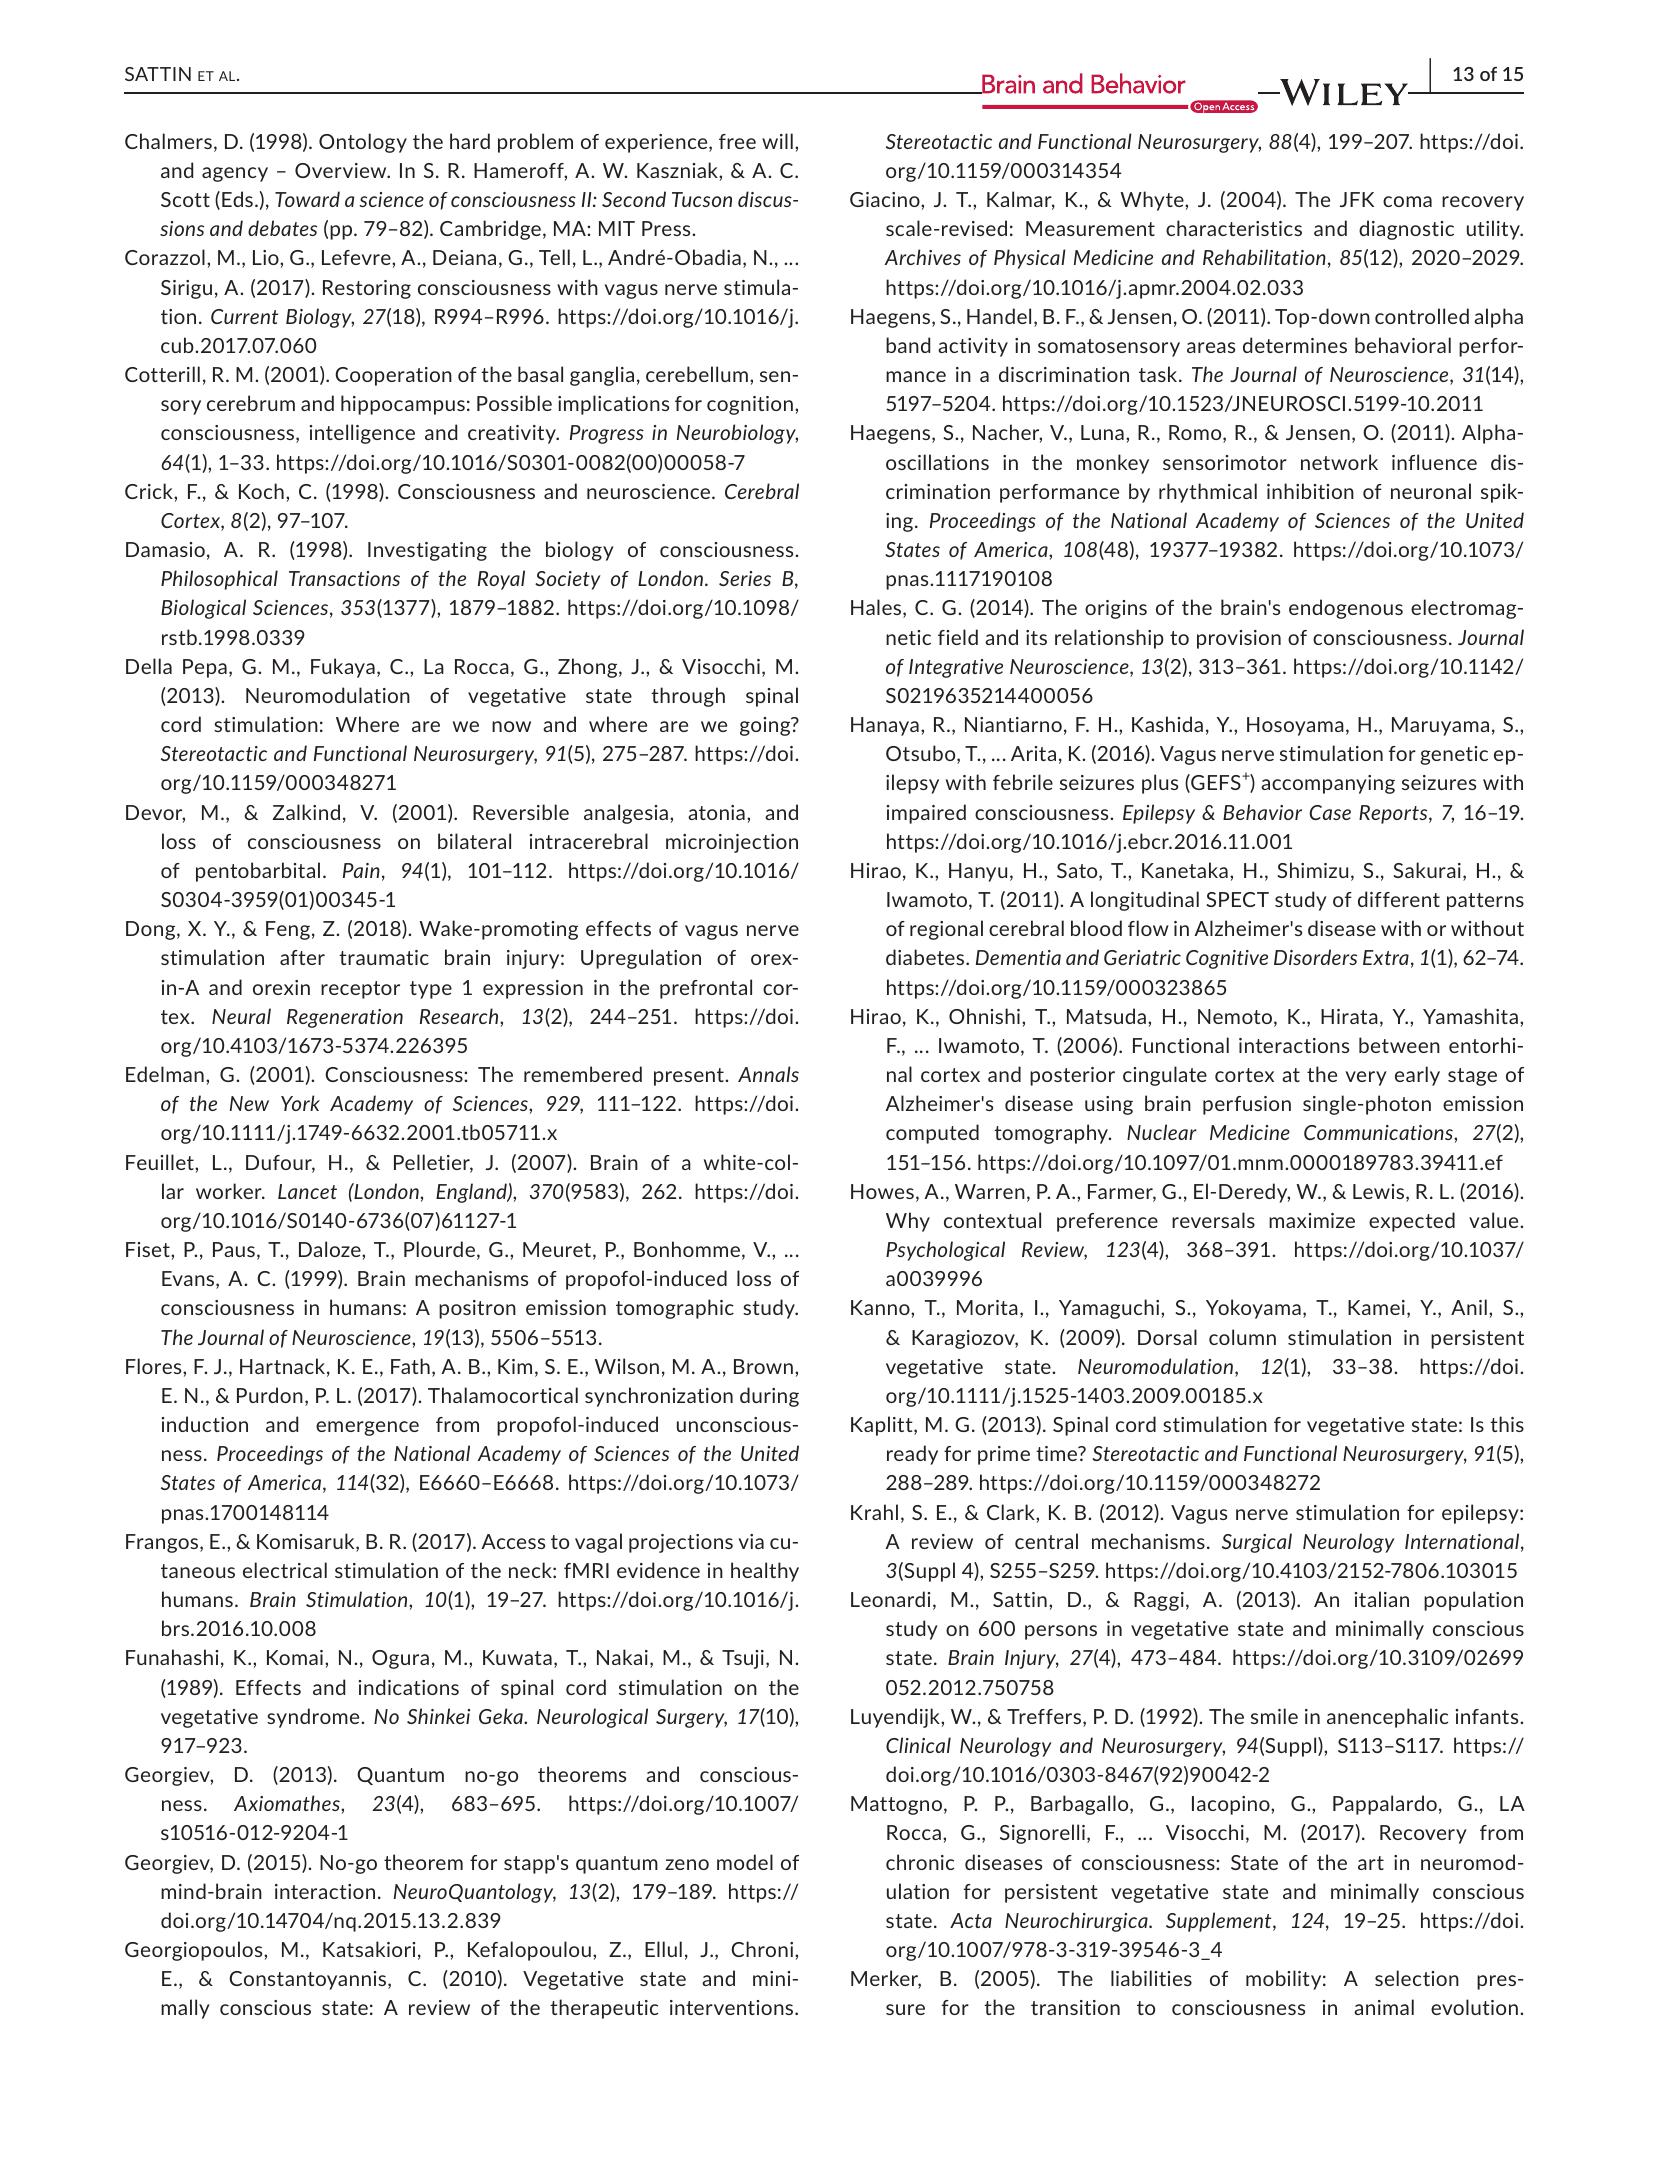 SATTIN ET AL.
Brain and Behavior
Open Access
WILEY
13 of 15
Chalmers, D. (1998). Ontology the hard problem of experience, free will,
and agency – Overview. In S. R. Hameroff, A. W. Kaszniak, & A. C.
Scott (Eds.), Toward a science of consciousness II: Second Tucson discus-
sions and debates (pp. 79–82). Cambridge, MA: MIT Press.
Corazzol, M., Lio, G., Lefevre, A., Deiana, G., Tell, L., André-Obadia, N., ...
Sirigu, A. (2017). Restoring consciousness with vagus nerve stimula-
tion. Current Biology, 27(18), R994–R996. https://doi.org/10.1016/j.
cub.2017.07.060
Cotterill, R. M. (2001). Cooperation of the basal ganglia, cerebellum, sen-
sory cerebrum and hippocampus: Possible implications for cognition,
consciousness, intelligence and creativity. Progress in Neurobiology,
64(1), 1–33. https://doi.org/10.1016/S0301-0082(00)00058-7
Crick, F., & Koch, C. (1998). Consciousness and neuroscience. Cerebral
Cortex, 8(2), 97–107.
Damasio, A. R. (1998). Investigating the biology of consciousness.
Philosophical Transactions of the Royal Society of London. Series B,
Biological Sciences, 353(1377), 1879–1882. https://doi.org/10.1098/
rstb.1998.0339
Della Pepa, G. M., Fukaya, C., La Rocca, G., Zhong, J., & Visocchi, M.
(2013). Neuromodulation of vegetative state through spinal
cord stimulation: Where are we now and where are we going?
Stereotactic and Functional Neurosurgery, 91(5), 275–287. https://doi.
org/10.1159/000348271
Devor, M., & Zalkind, V. (2001). Reversible analgesia, atonia, and
loss of consciousness on bilateral intracerebral microinjection
of pentobarbital. Pain, 94(1), 101–112. https://doi.org/10.1016/
S0304-3959(01)00345-1
Dong, X. Y., & Feng, Z. (2018). Wake-promoting effects of vagus nerve
stimulation after traumatic brain injury: Upregulation of orex-
in-A and orexin receptor type 1 expression in the prefrontal cor-
tex. Neural Regeneration Research, 13(2), 244–251. https://doi.
org/10.4103/1673-5374.226395
Edelman, G. (2001). Consciousness: The remembered present. Annals
of the New York Academy of Sciences, 929, 111–122. https://doi.
org/10.1111/j.1749-6632.2001.tb05711.x
Feuillet, L., Dufour, H., & Pelletier, J. (2007). Brain of a white-col-
lar worker. Lancet (London, England), 370(9583), 262. https://doi.
org/10.1016/S0140-6736(07)61127-1
Fiset, P., Paus, T., Daloze, T., Plourde, G., Meuret, P., Bonhomme, V., ...
Evans, A. C. (1999). Brain mechanisms of propofol-induced loss of
consciousness in humans: A positron emission tomographic study.
The Journal of Neuroscience, 19(13), 5506–5513.
Flores, F. J., Hartnack, K. E., Fath, A. B., Kim, S. E., Wilson, M. A., Brown,
E. N., & Purdon, P. L. (2017). Thalamocortical synchronization during
induction and emergence from propofol-induced unconscious-
ness. Proceedings of the National Academy of Sciences of the United
States of America, 114(32), E6660–E6668. https://doi.org/10.1073/
pnas.1700148114
Frangos, E., & Komisaruk, B. R. (2017). Access to vagal projections via cu-
taneous electrical stimulation of the neck: fMRI evidence in healthy
humans. Brain Stimulation, 10(1), 19–27. https://doi.org/10.1016/j.
brs.2016.10.008
Funahashi, K., Komai, N., Ogura, M., Kuwata, T., Nakai, M., & Tsuji, N.
(1989). Effects and indications of spinal cord stimulation on the
vegetative syndrome. No Shinkei Geka. Neurological Surgery, 17(10),
917–923.
Georgiev, D. (2013). Quantum no-go theorems and conscious-
ness. Axiomathes, 23(4), 683–695. https://doi.org/10.1007/
s10516-012-9204-1
Georgiev, D. (2015). No-go theorem for stapp's quantum zeno model of
mind-brain interaction. NeuroQuantology, 13(2), 179–189. https://
doi.org/10.14704/nq.2015.13.2.839
Georgiopoulos, M., Katsakiori, P., Kefalopoulou, Z., Ellul, J., Chroni,
E., & Constantoyannis, C. (2010). Vegetative state and mini-
mally conscious state: A review of the therapeutic interventions.
Stereotactic and Functional Neurosurgery, 88(4), 199–207. https://doi.
org/10.1159/000314354
Giacino, J. T., Kalmar, K., & Whyte, J. (2004). The JFK coma recovery
scale-revised: Measurement characteristics and diagnostic utility.
Archives of Physical Medicine and Rehabilitation, 85(12), 2020–2029.
https://doi.org/10.1016/j.apmr.2004.02.033
Haegens, S., Handel, B. F., & Jensen, O. (2011). Top-down controlled alpha
band activity in somatosensory areas determines behavioral perfor-
mance in a discrimination task. The Journal of Neuroscience, 31(14),
5197–5204. https://doi.org/10.1523/JNEUROSCI.5199-10.2011
Haegens, S., Nacher, V., Luna, R., Romo, R., & Jensen, O. (2011). Alpha-
oscillations in the monkey sensorimotor network influence dis-
crimination performance by rhythmical inhibition of neuronal spik-
ing. Proceedings of the National Academy of Sciences of the United
States of America, 108(48), 19377–19382. https://doi.org/10.1073/
pnas.1117190108
Hales, C. G. (2014). The origins of the brain's endogenous electromag-
netic field and its relationship to provision of consciousness. Journal
of Integrative Neuroscience, 13(2), 313–361. https://doi.org/10.1142/
S0219635214400056
Hanaya, R., Niantiarno, F. H., Kashida, Y., Hosoyama, H., Maruyama, S.,
Otsubo, T., ... Arita, K. (2016). Vagus nerve stimulation for genetic ep-
ilepsy with febrile seizures plus (GEFS+) accompanying seizures with
impaired consciousness. Epilepsy & Behavior Case Reports, 7, 16–19.
https://doi.org/10.1016/j.ebcr.2016.11.001
Hirao, K., Hanyu, H., Sato, T., Kanetaka, H., Shimizu, S., Sakurai, H., &
Iwamoto, T. (2011). A longitudinal SPECT study of different patterns
of regional cerebral blood flow in Alzheimer's disease with or without
diabetes. Dementia and Geriatric Cognitive Disorders Extra, 1(1), 62–74.
https://doi.org/10.1159/000323865
Hirao, K., Ohnishi, T., Matsuda, H., Nemoto, K., Hirata, Y., Yamashita,
F., ... Iwamoto, T. (2006). Functional interactions between entorhi-
nal cortex and posterior cingulate cortex at the very early stage of
Alzheimer's disease using brain perfusion single-photon emission
computed tomography. Nuclear Medicine Communications, 27(2),
151–156. https://doi.org/10.1097/01.mnm.0000189783.39411.ef
Howes, A., Warren, P. A., Farmer, G., El-Deredy, W., & Lewis, R. L. (2016).
Why contextual preference reversals maximize expected value.
Psychological Review, 123(4), 368–391. https://doi.org/10.1037/
a0039996
Kanno, T., Morita, I., Yamaguchi, S., Yokoyama, T., Kamei, Y., Anil, S.,
& Karagiozov, K. (2009). Dorsal column stimulation in persistent
vegetative state. Neuromodulation, 12(1), 33–38. https://doi.
org/10.1111/j.1525-1403.2009.00185.x
Kaplitt, M. G. (2013). Spinal cord stimulation for vegetative state: Is this
ready for prime time? Stereotactic and Functional Neurosurgery, 91(5),
288–289. https://doi.org/10.1159/000348272
Krahl, S. E., & Clark, K. B. (2012). Vagus nerve stimulation for epilepsy:
A review of central mechanisms. Surgical Neurology International,
3(Suppl 4), S255–S259. https://doi.org/10.4103/2152-7806.103015
Leonardi, M., Sattin, D., & Raggi, A. (2013). An italian population
study on 600 persons in vegetative state and minimally conscious
state. Brain Injury, 27(4), 473–484. https://doi.org/10.3109/02699
052.2012.750758
Luyendijk, W., & Treffers, P. D. (1992). The smile in anencephalic infants.
Clinical Neurology and Neurosurgery, 94(Suppl), S113–S117. https://
doi.org/10.1016/0303-8467(92)90042-2
Mattogno, P. P., Barbagallo, G., Iacopino, G., Pappalardo, G., LA
Rocca, G., Signorelli, F., ... Visocchi, M. (2017). Recovery from
chronic diseases of consciousness: State of the art in neuromod-
ulation for persistent vegetative state and minimally conscious
state. Acta Neurochirurgica. Supplement, 124, 19–25. https://doi.
org/10.1007/978-3-319-39546-3_4
Merker, B. (2005). The liabilities of mobility: A selection pres-
sure for the transition to consciousness in animal evolution.